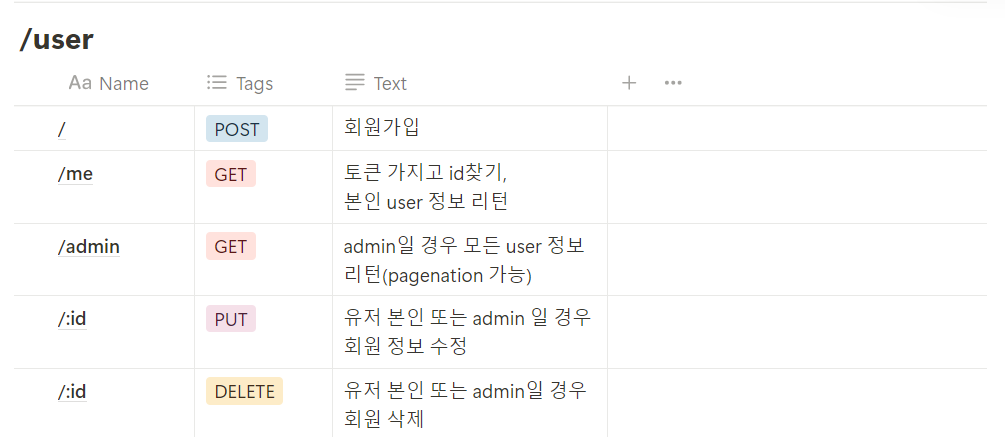 /user
Aa Name Tags Text
/ POST 회원가입
/me GET 토큰 가지고 id찾기,
본인 user 정보 리턴
/admin GET admin일 경우 모든 user 정보
리턴(pagenation 가능)
/:id PUT 유저 본인 또는 admin 일 경우
회원 정보 수정
/:id DELETE 유저 본인 또는 admin일 경우
회원 삭제